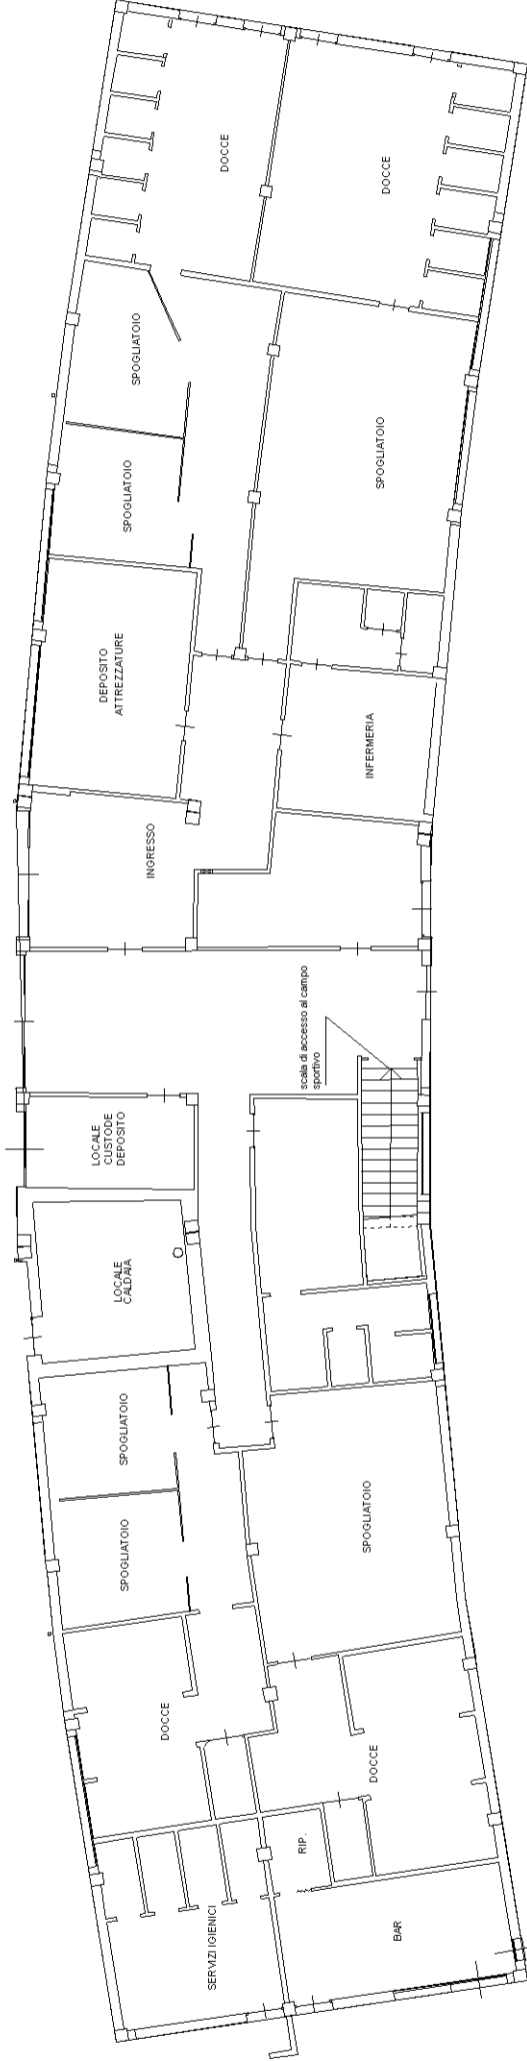 DOCCE
DOCCE
SPOGLIATOIO
SPOGLIATOIO
SPOGLIATOIO
DEPOSITO
ATTREZZATURE
INFERMERIA
INGRESSO
scala di accesso al campo
sportivo
LOCALE
CUSTODE
DEPOSITO
LOCALE
CALDAIA
SPOGLIATOIO
SPOGLIATOIO
SPOGLIATOIO
DOCCE
DOCCE
RIP.
SERVIZI IGIENICI
BAR